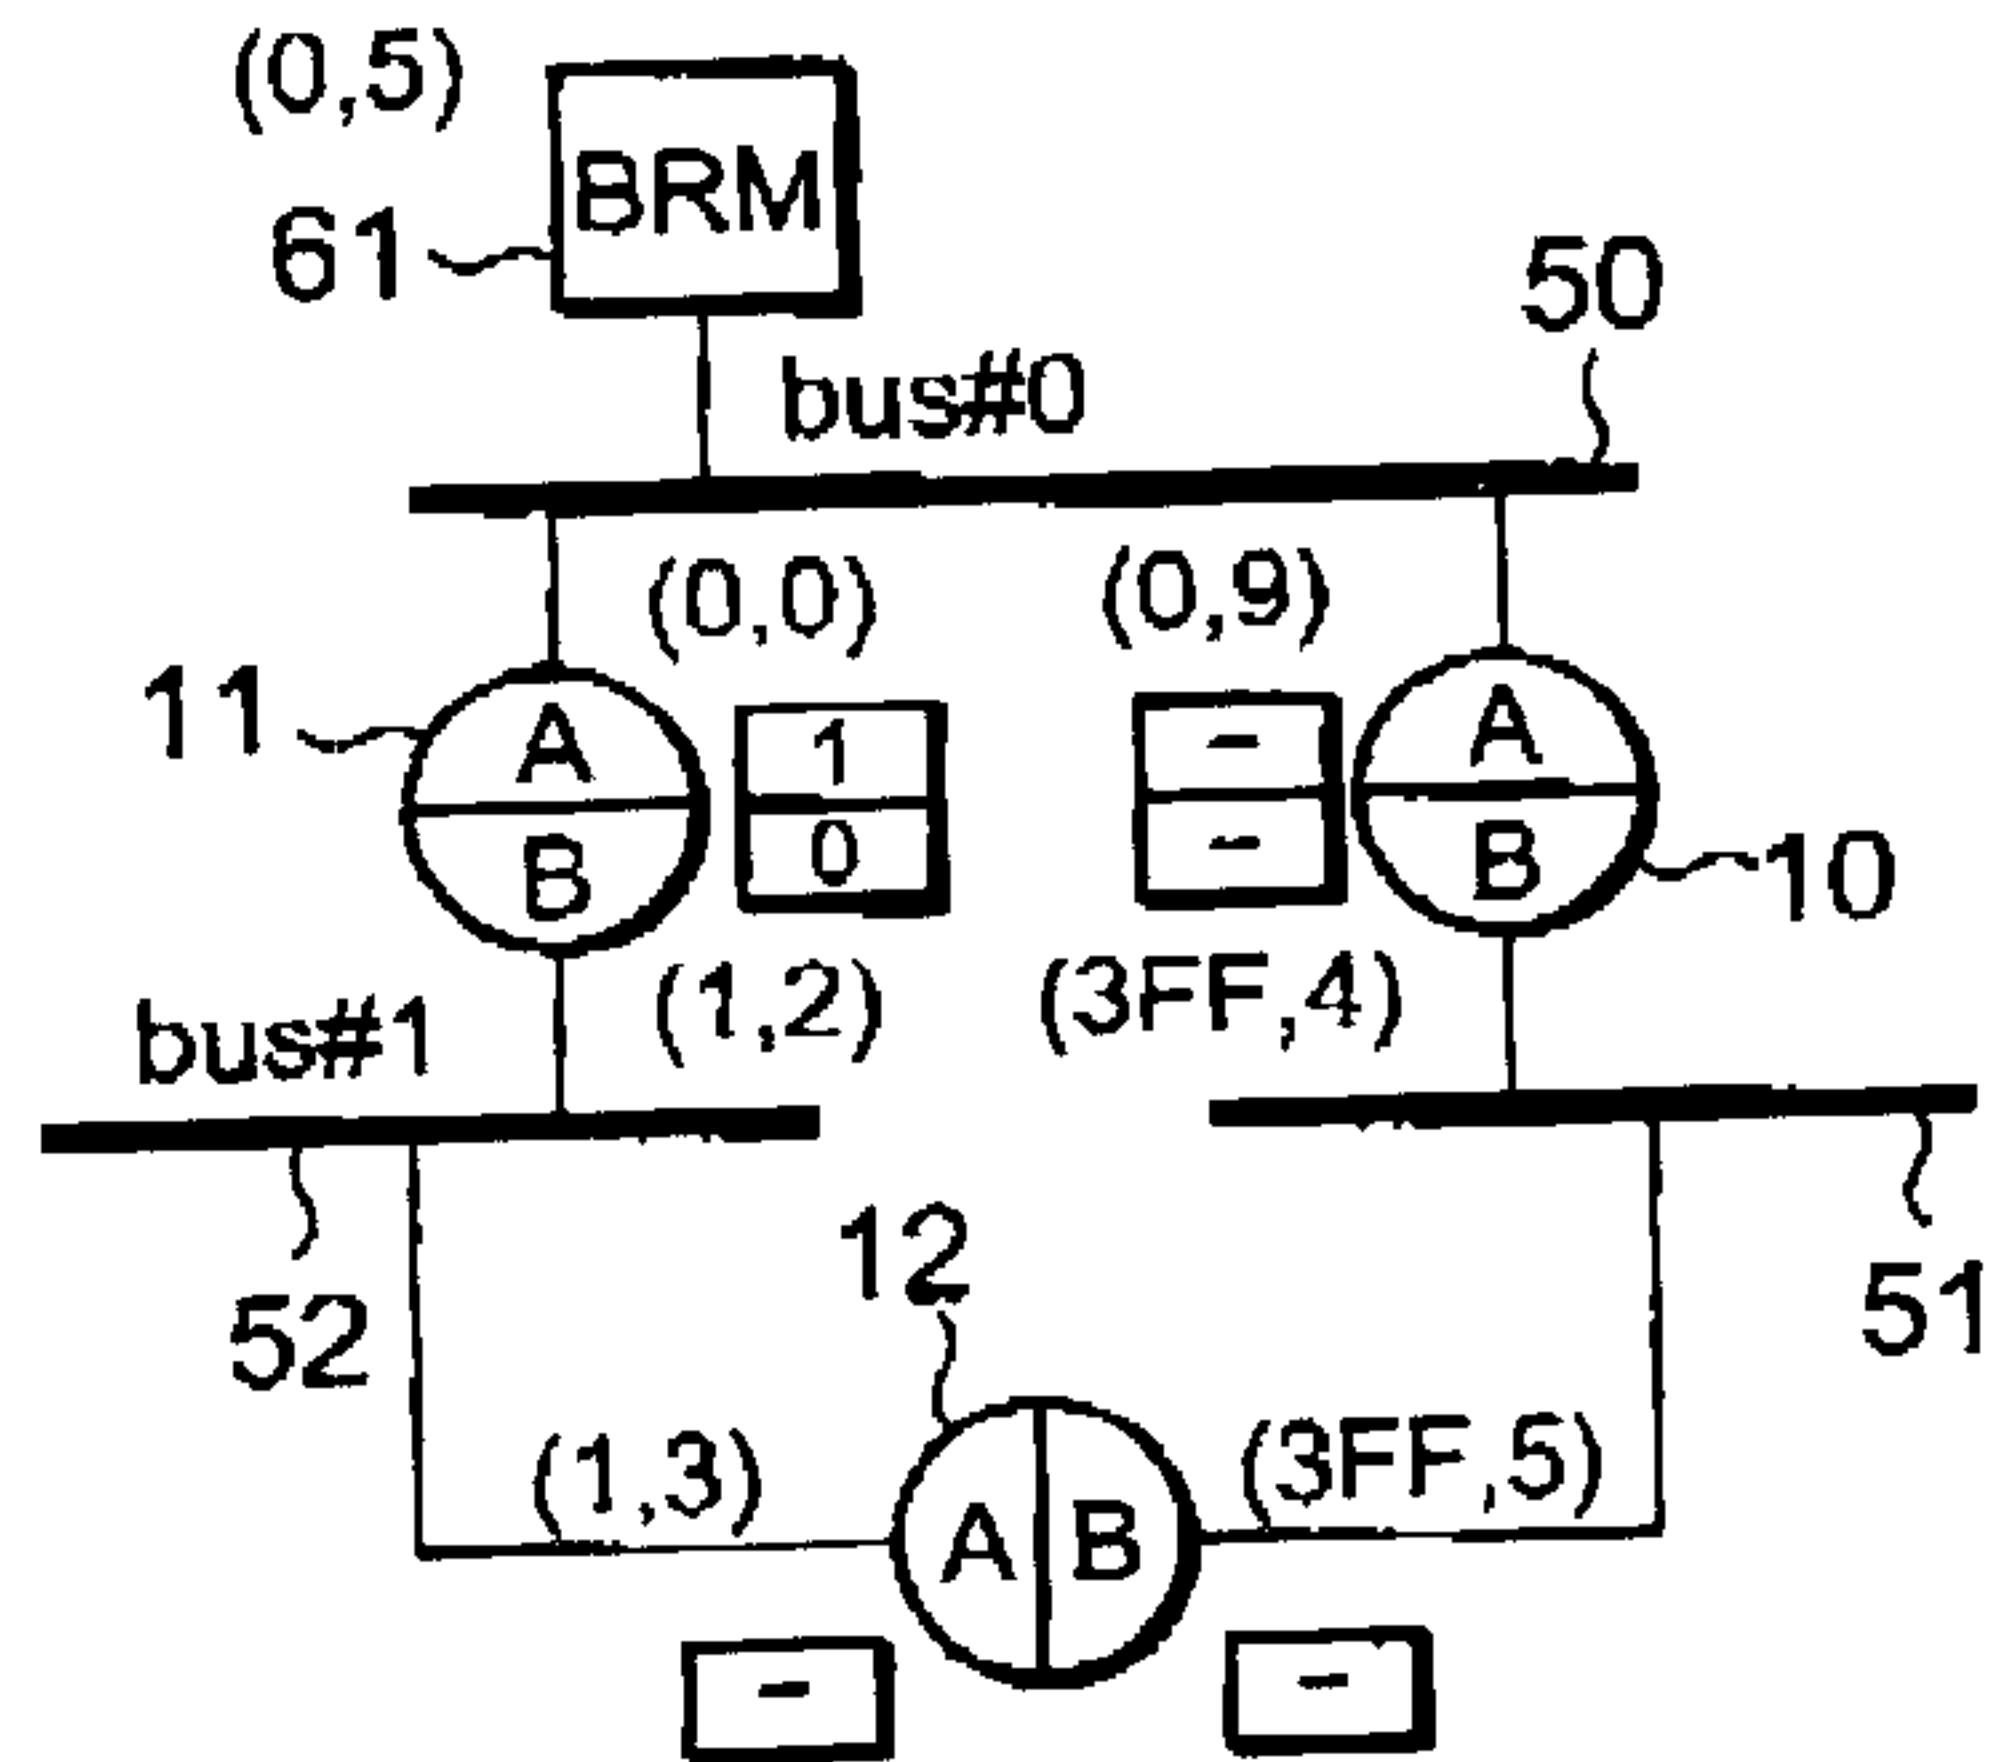 (0,5)
BRM
61
50
bus#0
(0,0)
(0,9)
11
A
B
1
0
-
-
A
B
10
bus#1
(1,2)
(3FF,4)
52
12
51
(1,3)
A
B
(3FF,5)
-
-